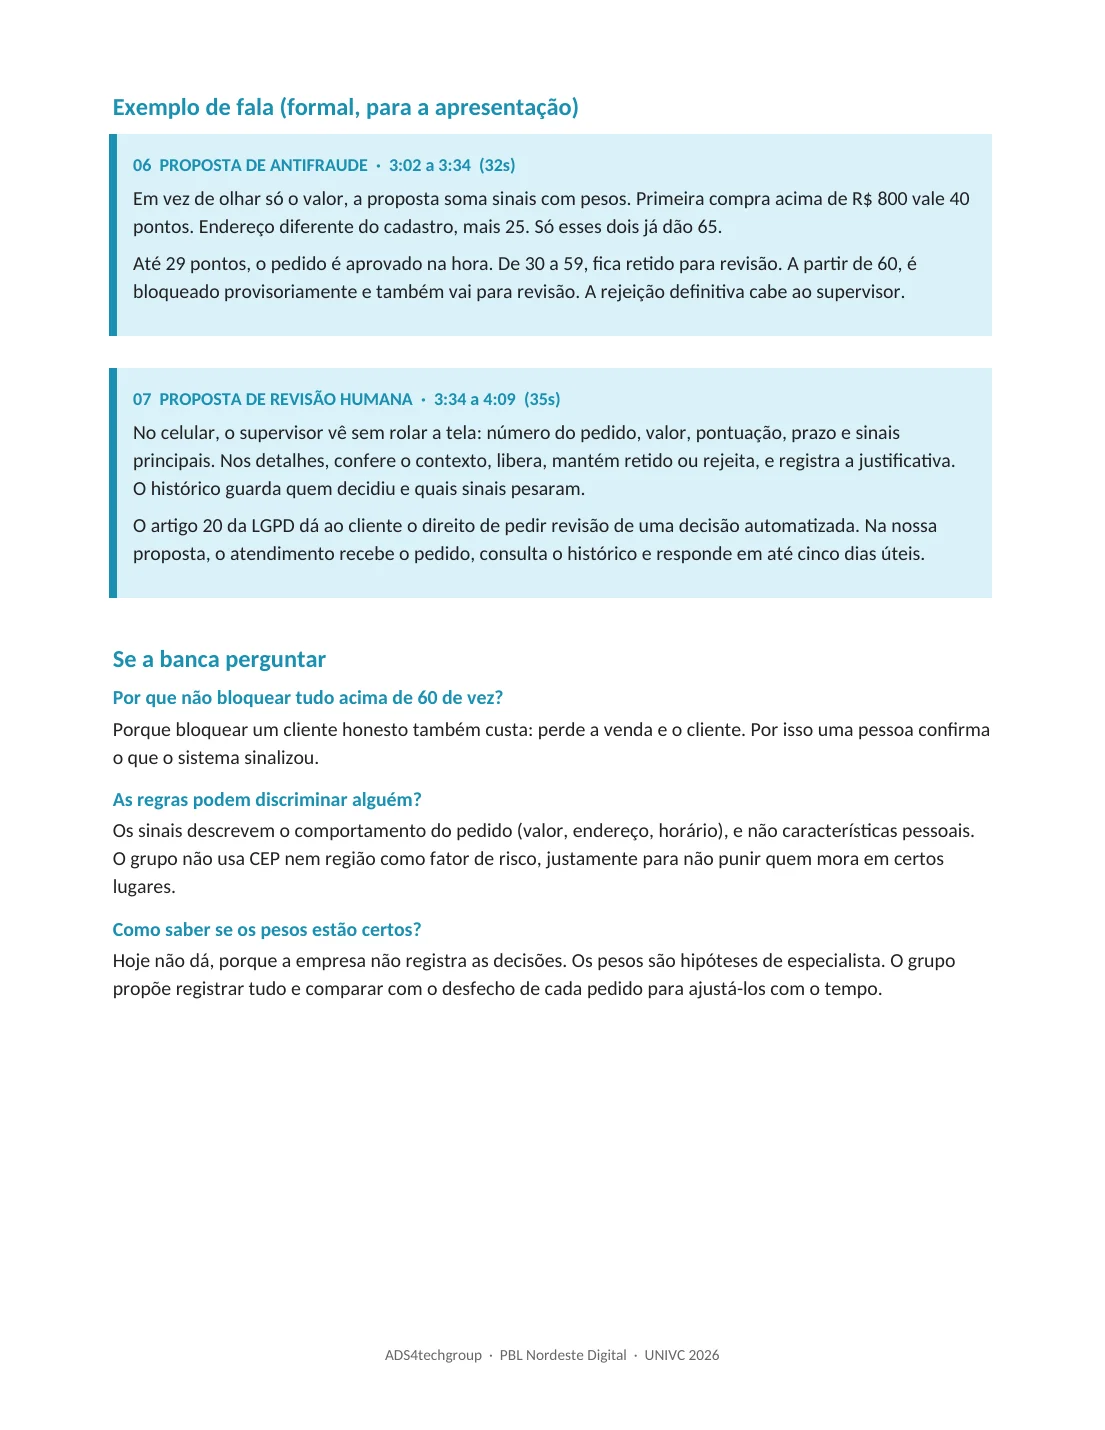 Exemplo de fala (formal, para a apresentação)
06 PROPOSTA DE ANTIFRAUDE · 3:02 a 3:34 (32s)
Em vez de olhar só o valor, a proposta soma sinais com pesos. Primeira compra acima de R$ 800 vale 40
pontos. Endereço diferente do cadastro, mais 25. Só esses dois já dão 65.
Até 29 pontos, o pedido é aprovado na hora. De 30 a 59, fica retido para revisão. A partir de 60, é
bloqueado provisoriamente e também vai para revisão. A rejeição definitiva cabe ao supervisor.
07 PROPOSTA DE REVISÃO HUMANA · 3:34 a 4:09 (35s)
No celular, o supervisor vê sem rolar a tela: número do pedido, valor, pontuação, prazo e sinais
principais. Nos detalhes, confere o contexto, libera, mantém retido ou rejeita, e registra a justificativa.
O histórico guarda quem decidiu e quais sinais pesaram.
O artigo 20 da LGPD dá ao cliente o direito de pedir revisão de uma decisão automatizada. Na nossa
proposta, o atendimento recebe o pedido, consulta o histórico e responde em até cinco dias úteis.
Se a banca perguntar
Por que não bloquear tudo acima de 60 de vez?
Porque bloquear um cliente honesto também custa: perde a venda e o cliente. Por isso uma pessoa confirma
o que o sistema sinalizou.
As regras podem discriminar alguém?
Os sinais descrevem o comportamento do pedido (valor, endereço, horário), e não características pessoais.
O grupo não usa CEP nem região como fator de risco, justamente para não punir quem mora em certos
lugares.
Como saber se os pesos estão certos?
Hoje não dá, porque a empresa não registra as decisões. Os pesos são hipóteses de especialista. O grupo
propõe registrar tudo e comparar com o desfecho de cada pedido para ajustá-los com o tempo.
ADS4techgroup · PBL Nordeste Digital · UNIVC 2026